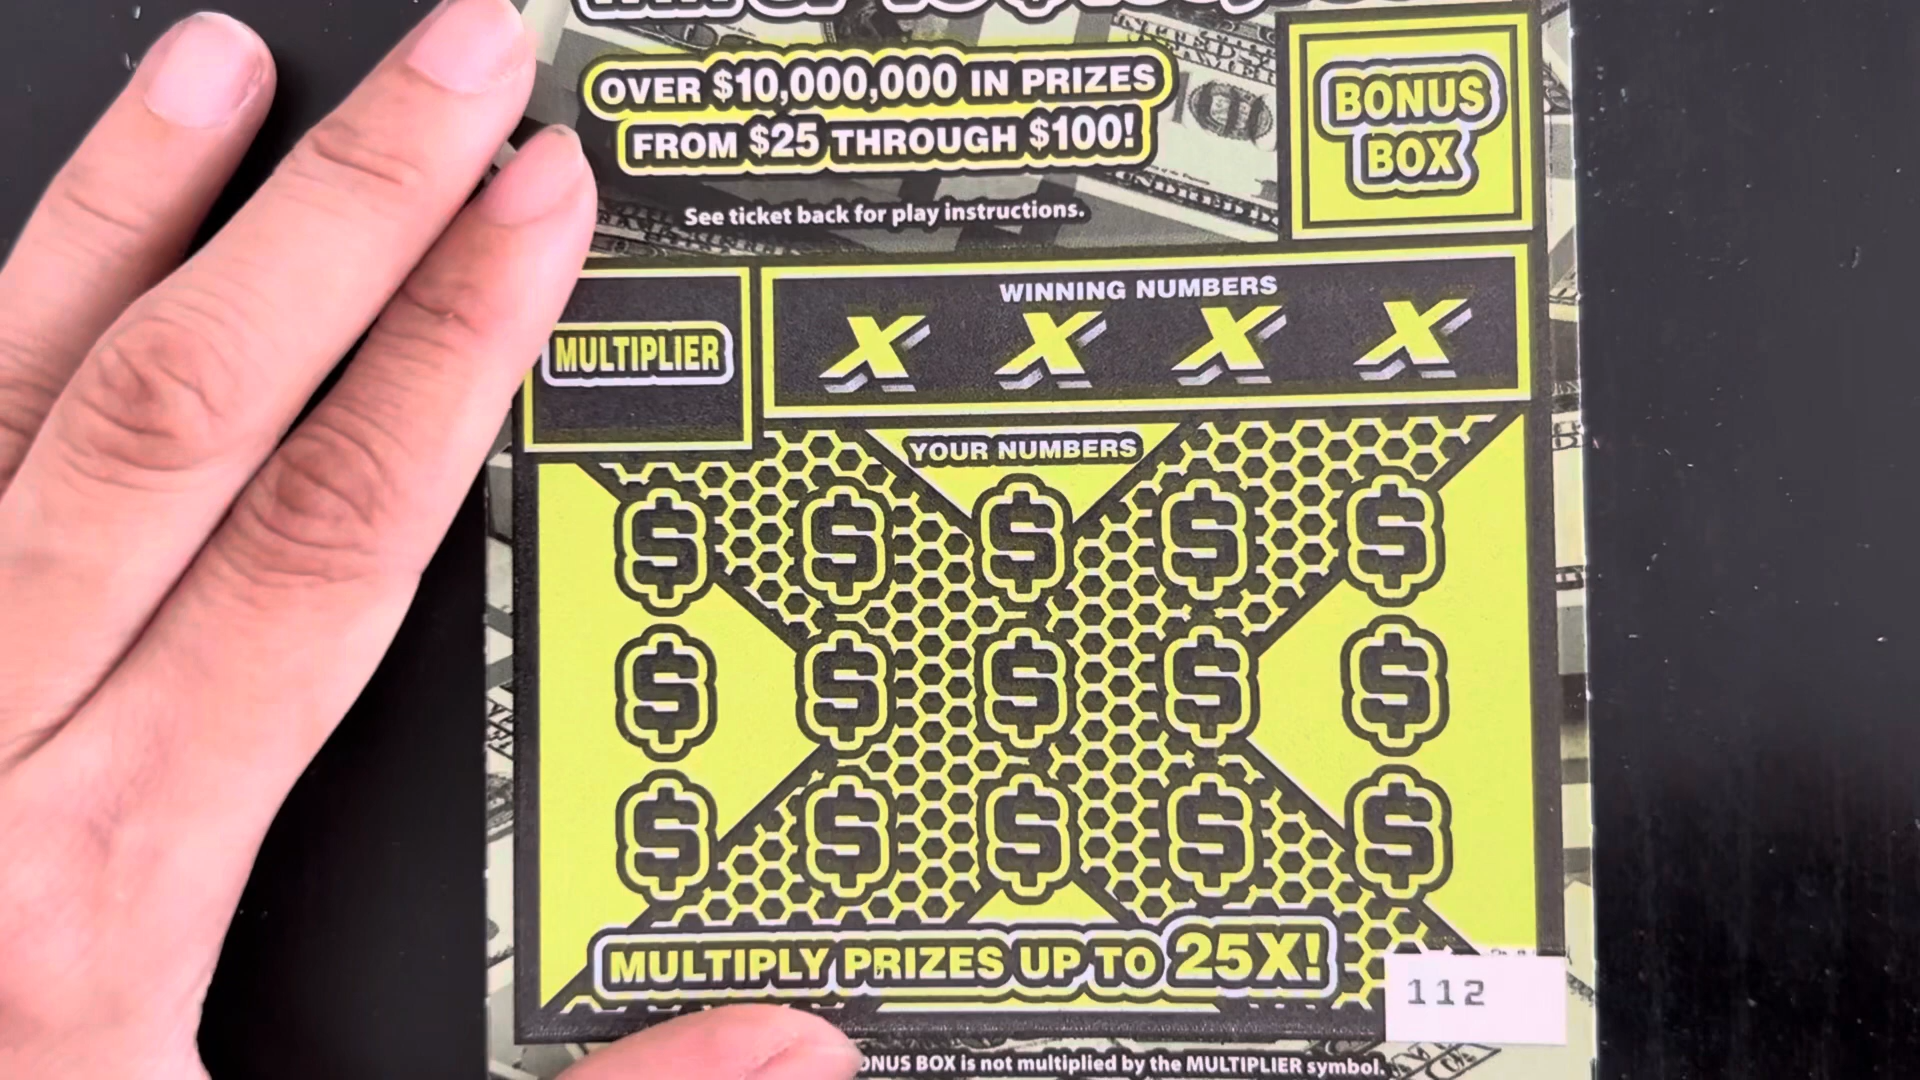 OVER $10,000,000 IN PRIZES
FROM $25 THROUGH $100!
BONUS
BOX
See ticket back for play instructions.
MULTIPLIER
WINNING NUMBERS
X X X X
YOUR NUMBERS
$ $ $ $ $
$ $ $ $ $
$ $ $ $ $
MULTIPLY PRIZES UP TO 25X!
112
BOX is not multiplied by the MULTIPLIER symbol.